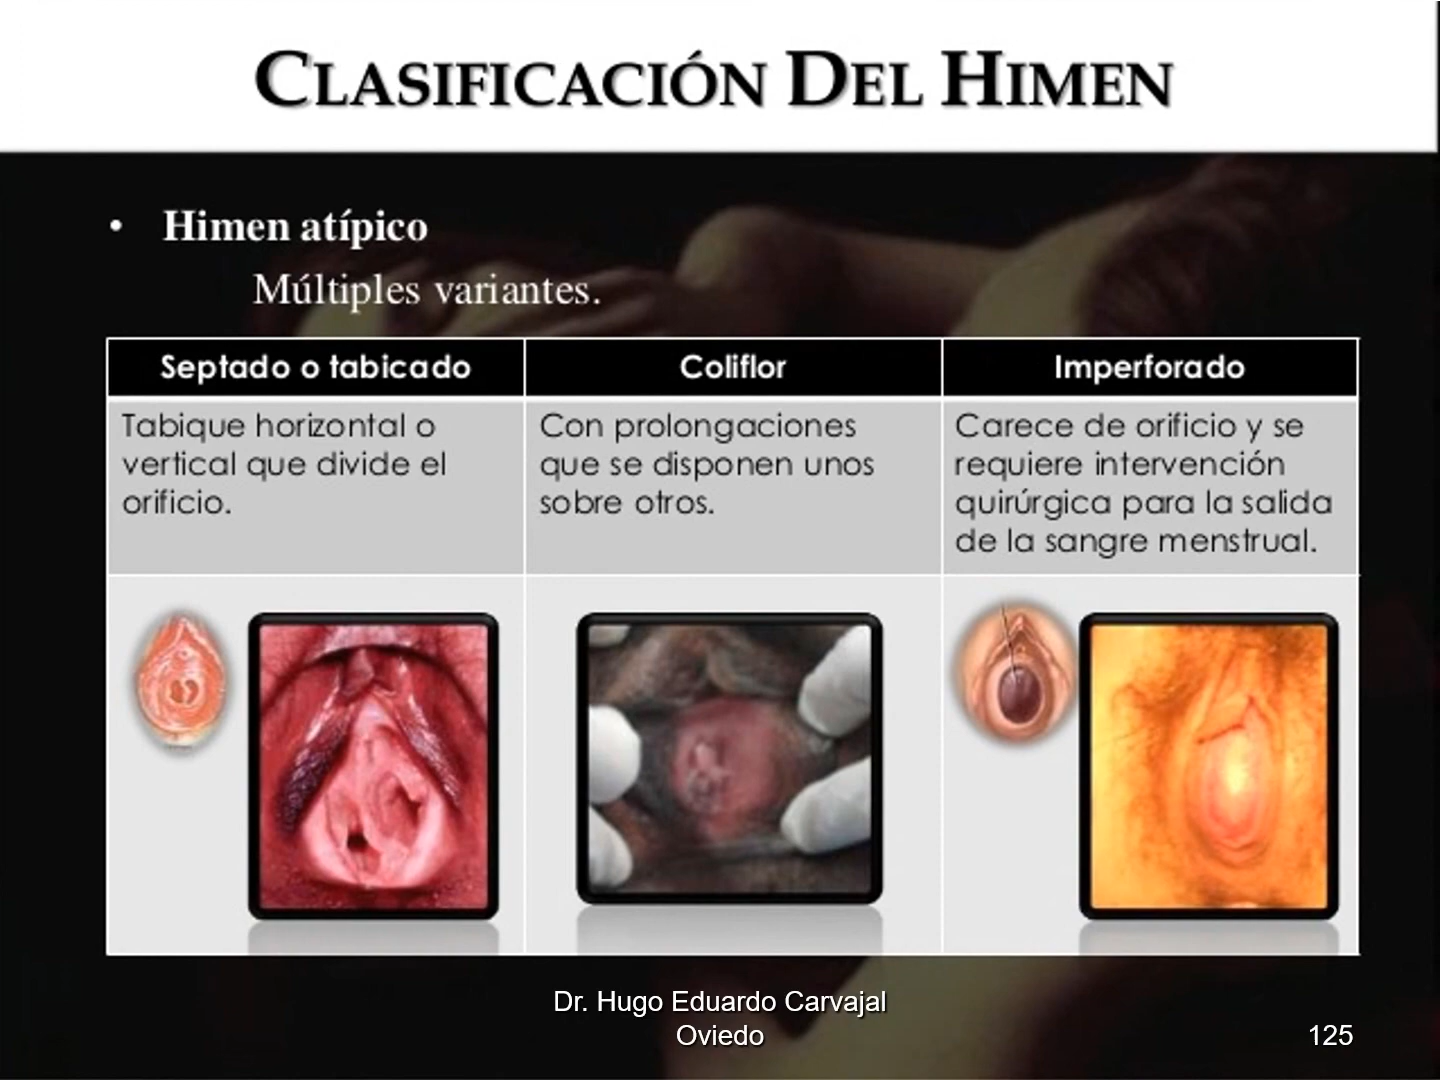 CLASIFICACIÓN DEL HIMEN
• Himen atípico
Múltiples variantes.
Septado o tabicado
Tabique horizontal o
vertical que divide el
orificio.
Coliflor
Con prolongaciones
que se disponen unos
sobre otros.
Imperforado
Carece de orificio y se
requiere intervención
quirúrgica para la salida
de la sangre menstrual.
Dr. Hugo Eduardo Carvajal
Oviedo
125